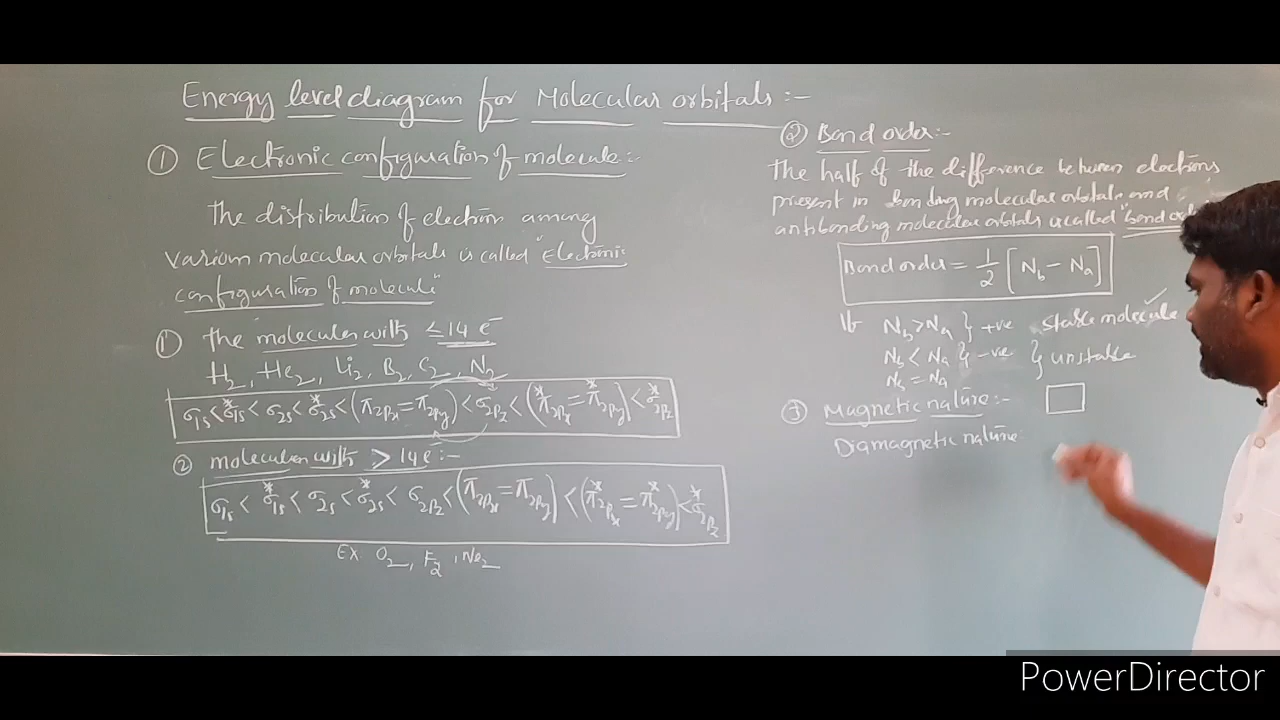 Energy level diagram for Molecular orbitals :-
① Electronic configuration of molecule :-
The distribution of electron among
various molecular orbitals is called "Electronic
configuration of molecule"
① the molecules with ≤ 14 e⁻
H₂, He₂, Li₂, B₂, C₂, N₂
σ1s < σ*1s < σ2s < σ*2s < (π2px = π2py) < σ2pz < (π*2px = π*2py) < σ*2pz
② molecules with > 14 e⁻ :-
σ1s < σ*1s < σ2s < σ*2s < σ2pz < (π2px = π2py) < (π*2px = π*2py) < σ*2pz
Ex O₂, F₂, Ne₂
② Bond order :-
The half of the difference between electrons
present in bonding molecular orbitals and
antibonding molecular orbitals is called "bond
Bond order = 1/2 [Nb - Na]
If Nb > Na } +ve stable molecule ✓
Nb < Na } -ve } unstable
Nb = Na
③ Magnetic nature :-
Diamagnetic nature:
PowerDirector